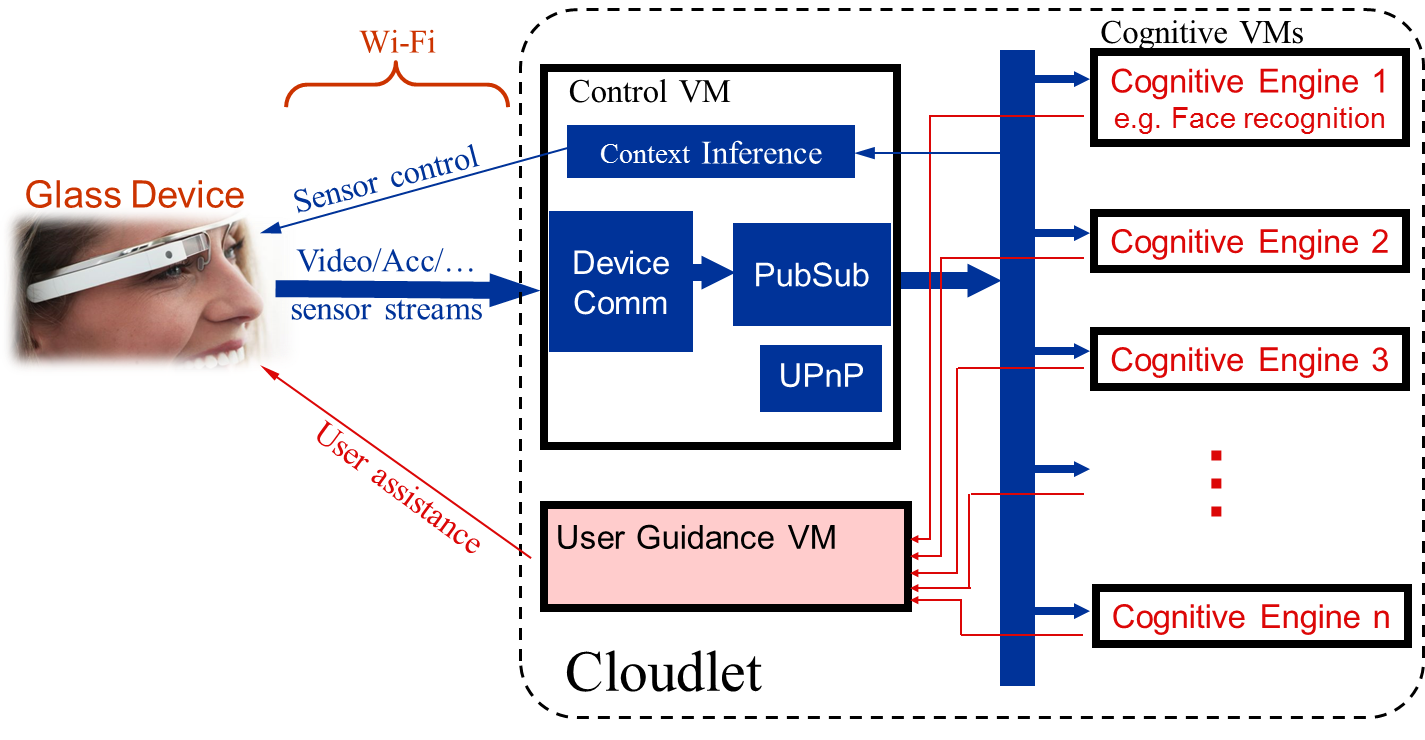 Wi-Fi
Glass Device
Sensor control
Video/Acc/…
sensor streams
User assistance
Control VM
Context Inference
Device
Comm
PubSub
UPnP
User Guidance VM
Cloudlet
Cognitive VMs
Cognitive Engine 1
e.g. Face recognition
Cognitive Engine 2
Cognitive Engine 3
Cognitive Engine n